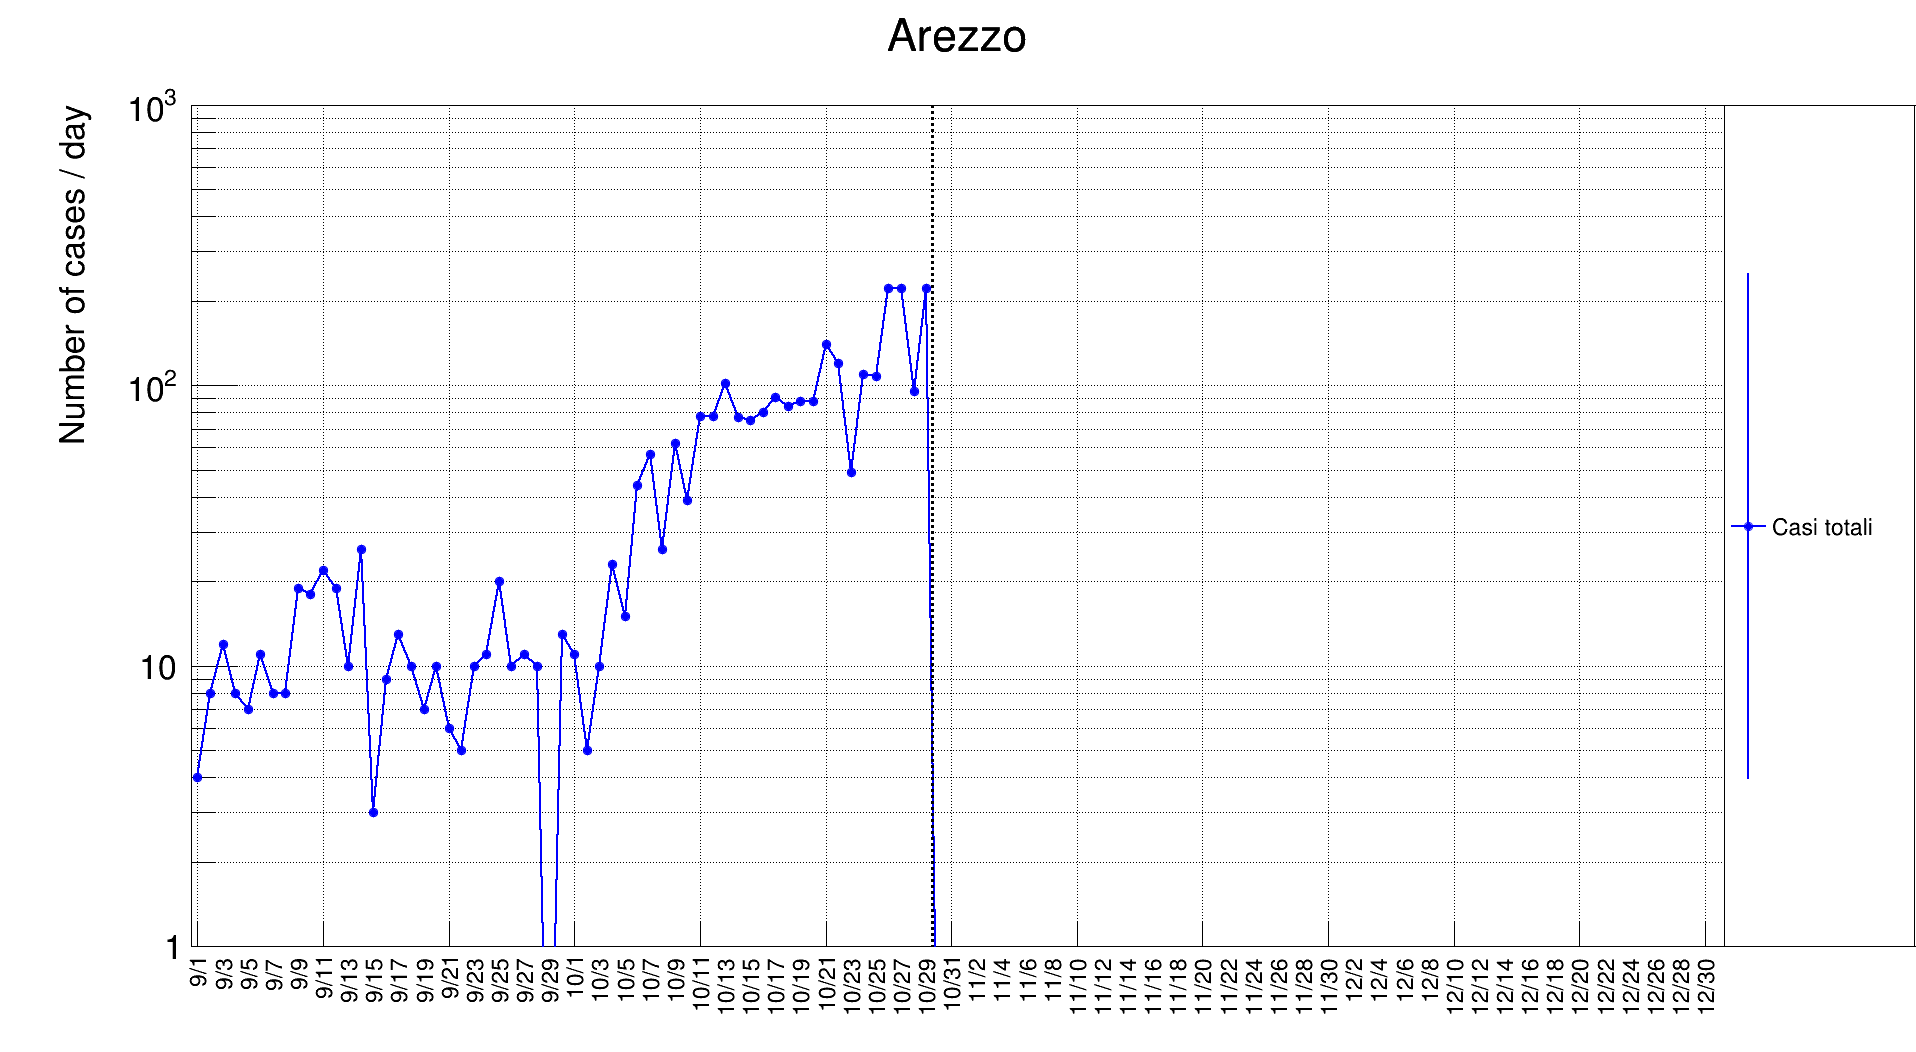 Arezzo
Number of cases / day
10³
10²
10
1
9/1 9/3 9/5 9/7 9/9 9/11 9/13 9/15 9/17 9/19 9/21 9/23 9/25 9/27 9/29 10/1 10/3 10/5 10/7 10/9 10/11 10/13 10/15 10/17 10/19 10/21 10/23 10/25 10/27 10/29 10/31 11/2 11/4 11/6 11/8 11/10 11/12 11/14 11/16 11/18 11/20 11/22 11/24 11/26 11/28 11/30 12/2 12/4 12/6 12/8 12/10 12/12 12/14 12/16 12/18 12/20 12/22 12/24 12/26 12/28 12/30
Casi totali